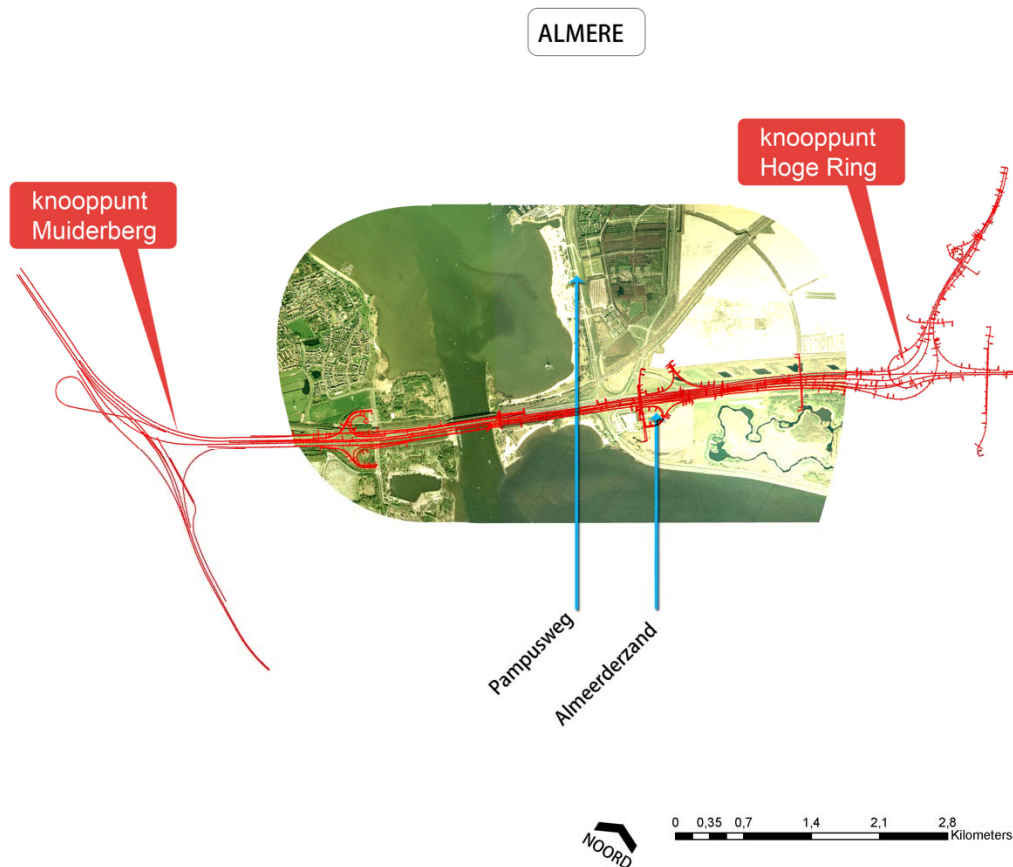 ALMERE
knooppunt
Hoge Ring
knooppunt
Muiderberg
Pampusweg
Almeerderzand
NOORD
0 0,35 0,7 1,4 2,1 2,8
Kilometers